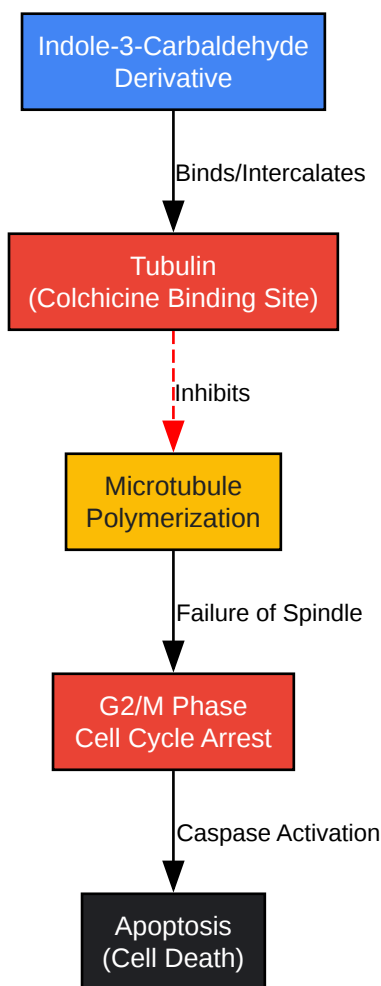 Indole-3-Carbaldehyde
Derivative
Binds/Intercalates
Tubulin
(Colchicine Binding Site)
Inhibits
Microtubule
Polymerization
Failure of Spindle
G2/M Phase
Cell Cycle Arrest
Caspase Activation
Apoptosis
(Cell Death)